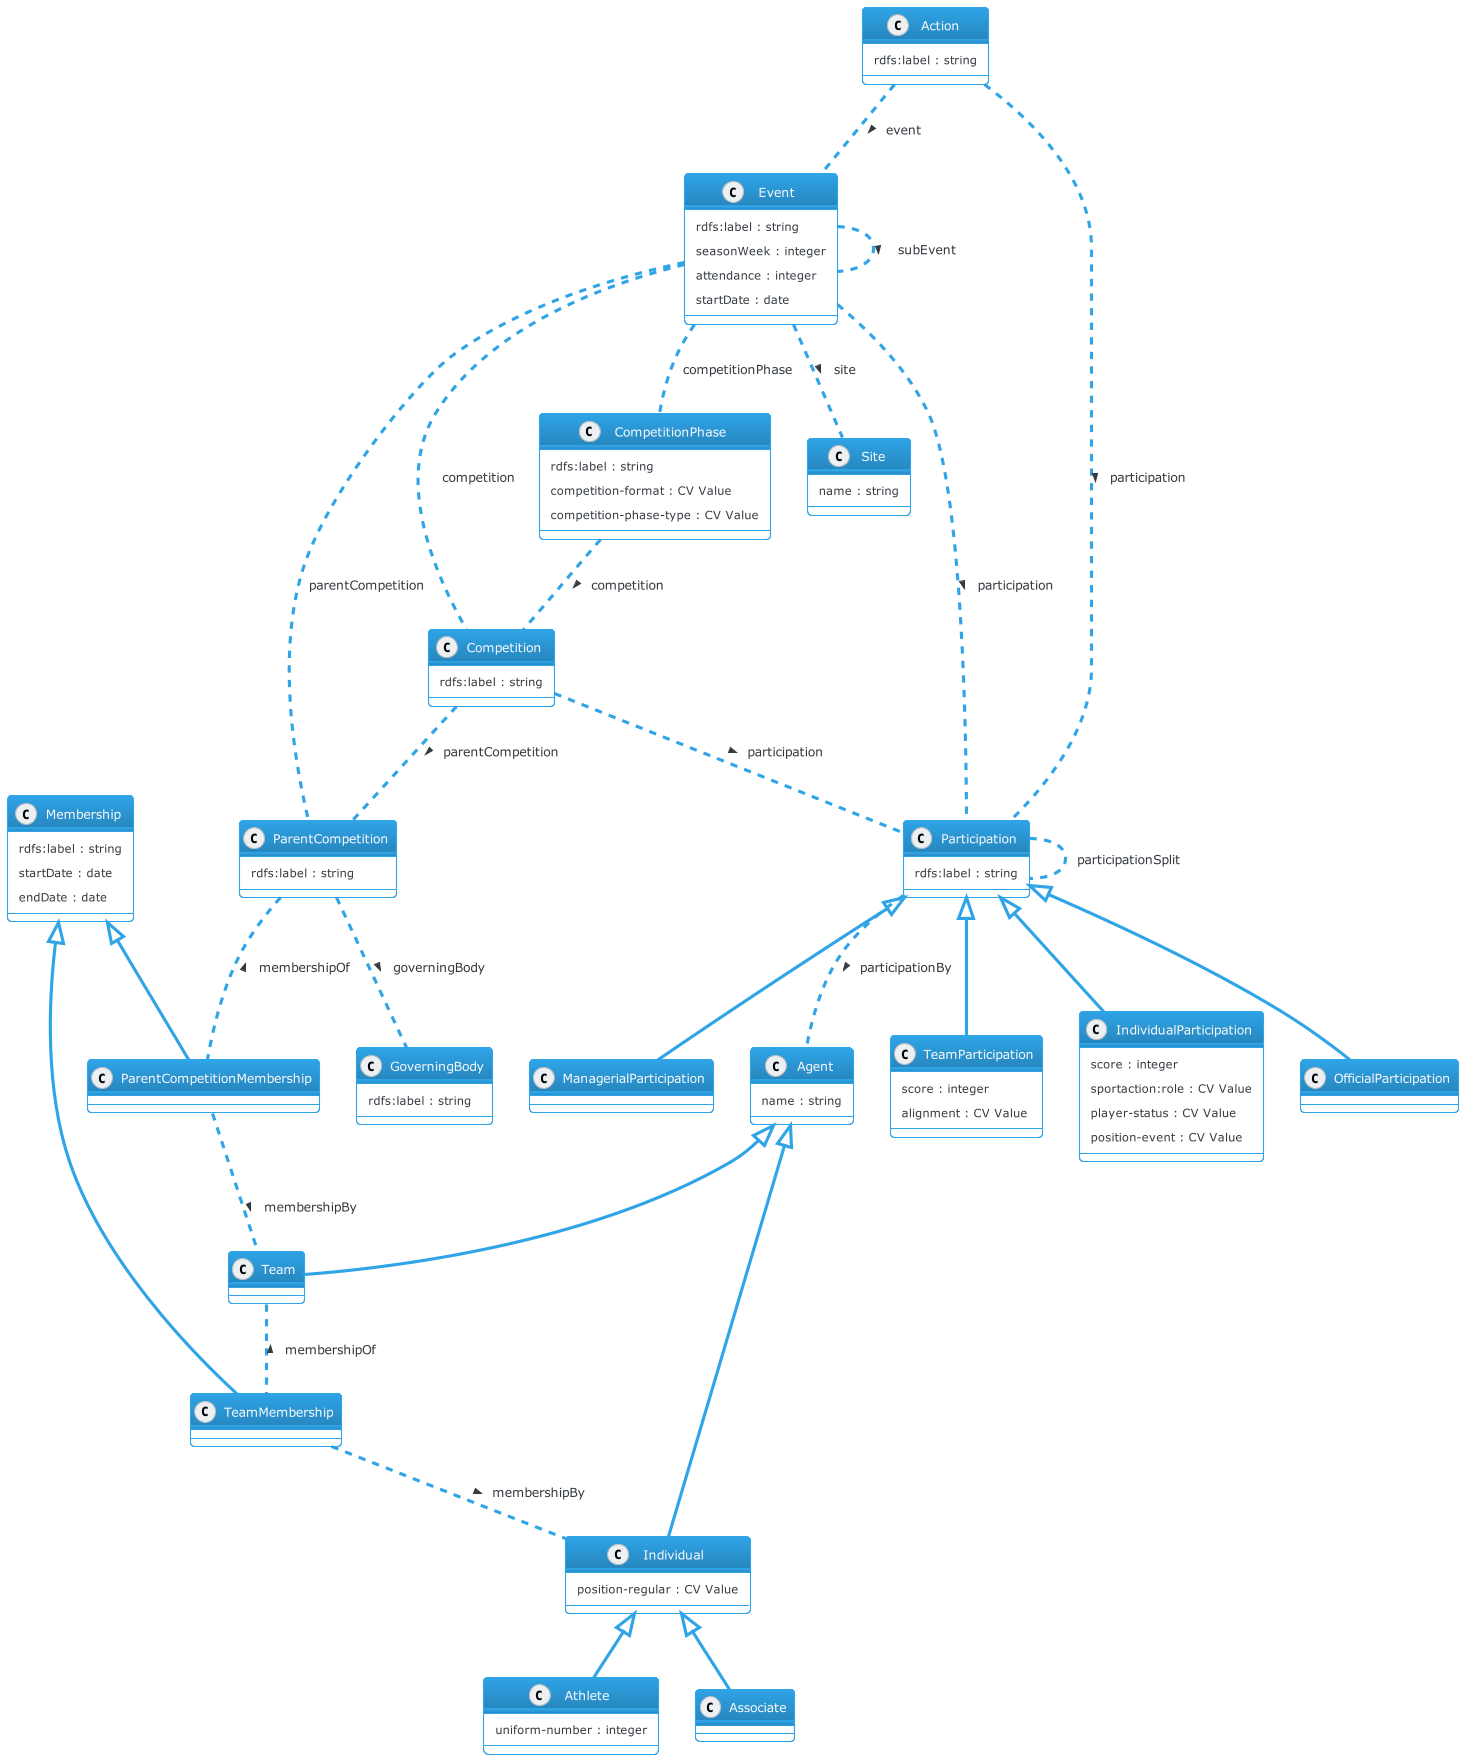 C Action
rdfs:label : string
event
C Event
rdfs:label : string
seasonWeek : integer
attendance : integer
startDate : date
subEvent
competitionPhase
site
C CompetitionPhase
rdfs:label : string
competition-format : CV Value
competition-phase-type : CV Value
C Site
name : string
competition
participation
parentCompetition
competition
participation
C Competition
rdfs:label : string
parentCompetition
participation
C Membership
rdfs:label : string
startDate : date
endDate : date
C ParentCompetition
rdfs:label : string
C Participation
rdfs:label : string
participationSplit
membershipOf
governingBody
participationBy
C ParentCompetitionMembership
C GoverningBody
rdfs:label : string
C ManagerialParticipation
C Agent
name : string
C TeamParticipation
score : integer
alignment : CV Value
C IndividualParticipation
score : integer
sportaction:role : CV Value
player-status : CV Value
position-event : CV Value
C OfficialParticipation
membershipBy
C Team
membershipOf
C TeamMembership
membershipBy
C Individual
position-regular : CV Value
C Athlete
uniform-number : integer
C Associate